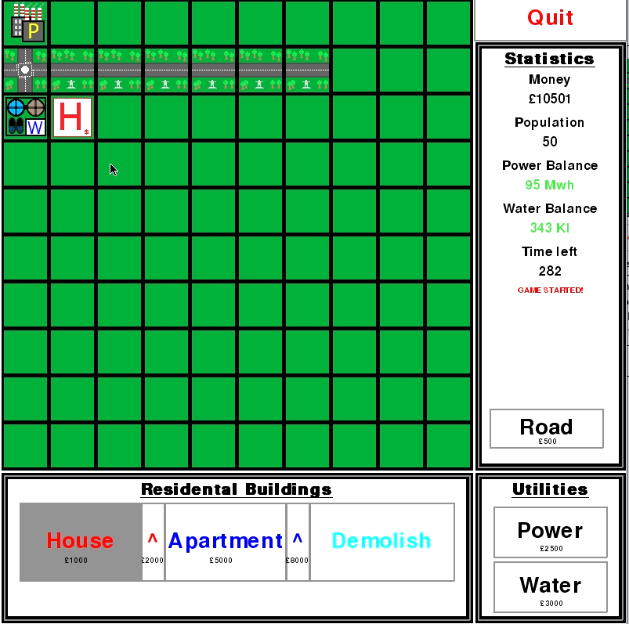 P
W
H
$
Quit
Statistics
Money
£10501
Population
50
Power Balance
95 Mwh
Water Balance
343 Kl
Time left
282
GAME STARTED!
Road
£500
Residental Buildings
House
£1000
^
£2000
Apartment
£5000
^
£8000
Demolish
Utilities
Power
£2500
Water
£3000